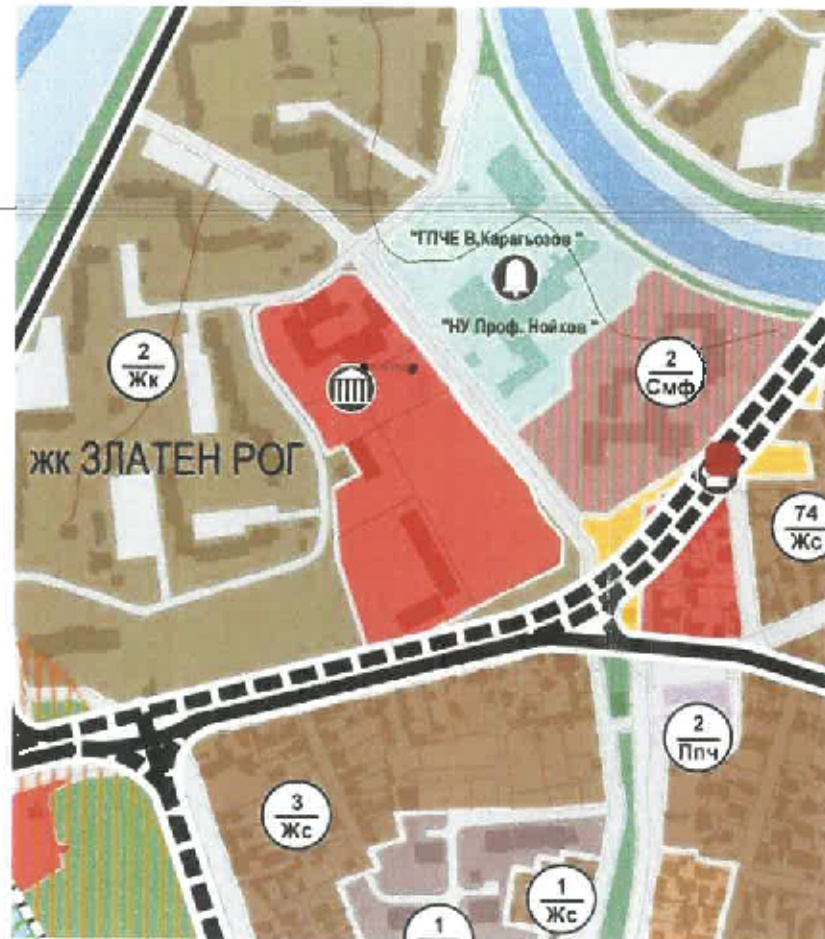 "ГПЧЕ В,Карагьозов "
"НУ Проф. Нойков "
2
Жк
2
Смф
жк ЗЛАТЕН РОГ
74
Жс
2
Ппч
3
Жс
1
Жс
1